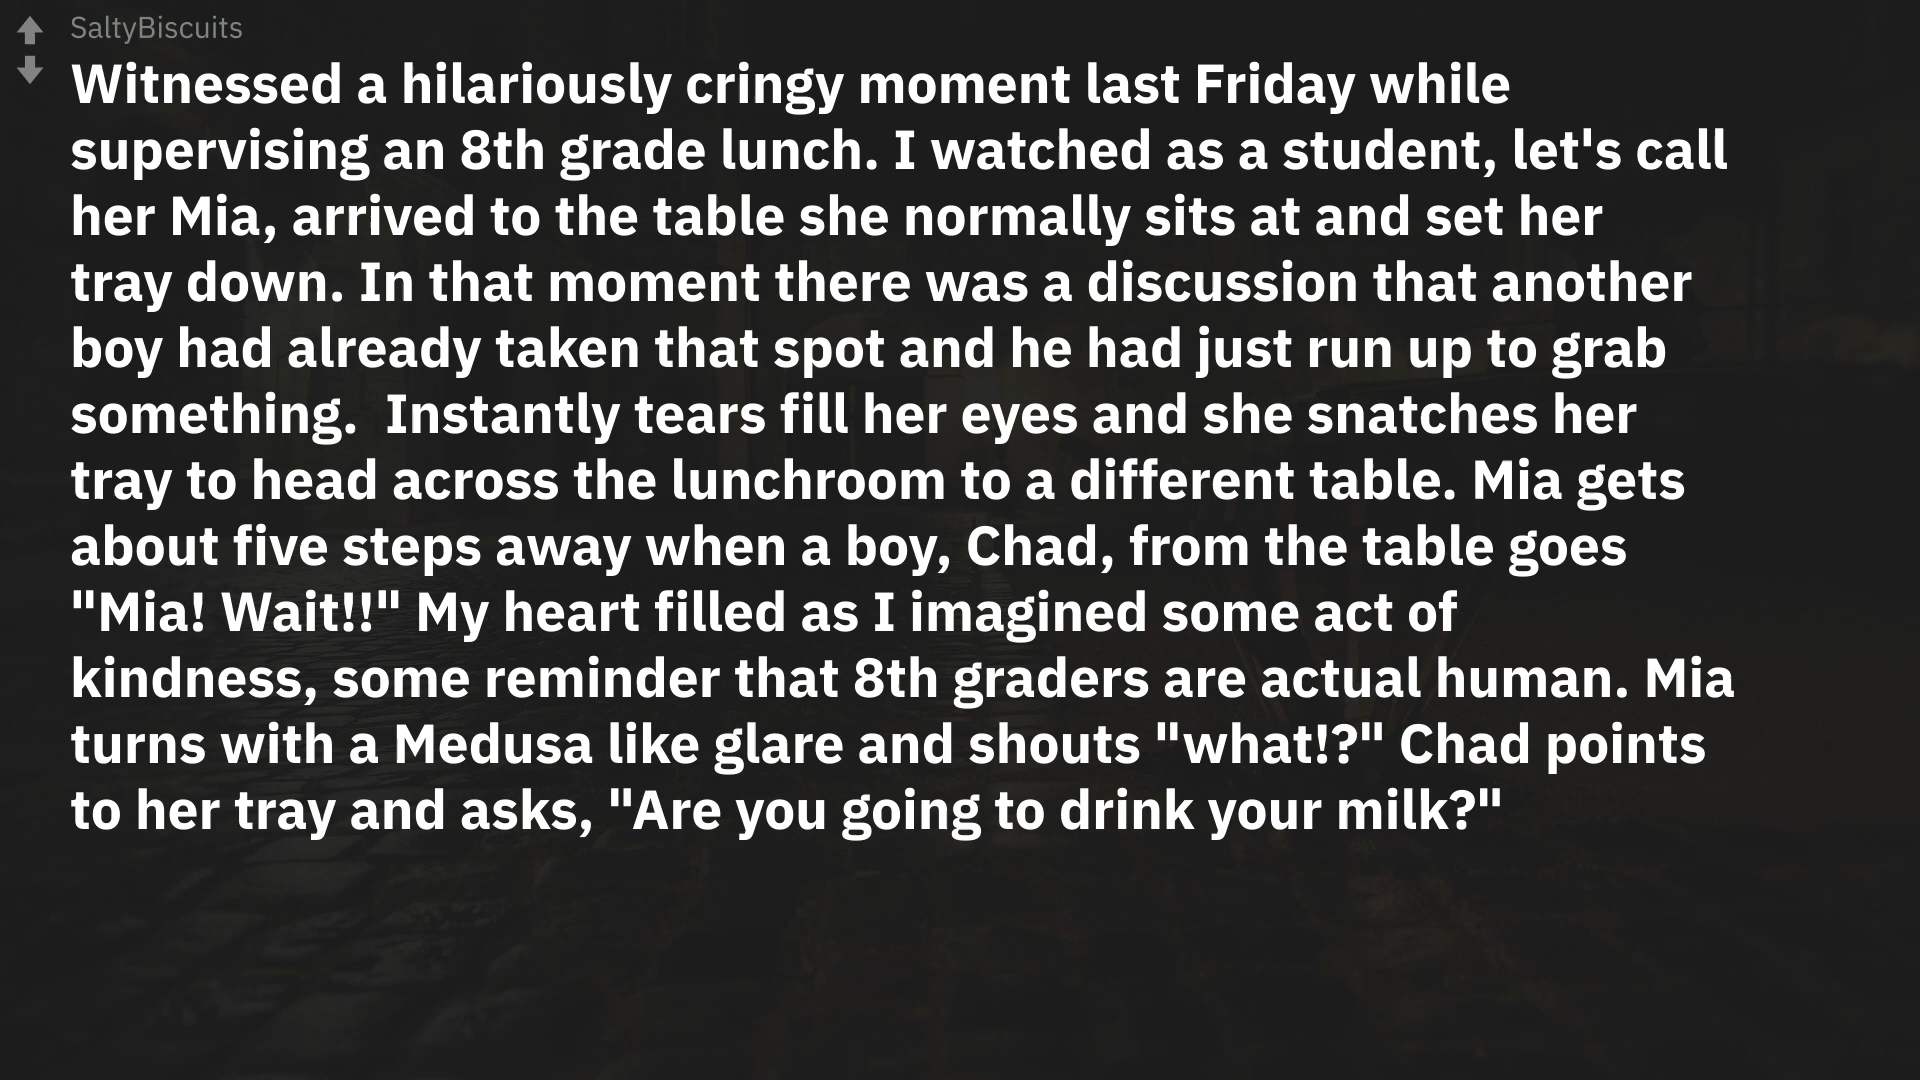 SaltyBiscuits
Witnessed a hilariously cringy moment last Friday while
supervising an 8th grade lunch. I watched as a student, let's call
her Mia, arrived to the table she normally sits at and set her
tray down. In that moment there was a discussion that another
boy had already taken that spot and he had just run up to grab
something.  Instantly tears fill her eyes and she snatches her
tray to head across the lunchroom to a different table. Mia gets
about five steps away when a boy, Chad, from the table goes
"Mia! Wait!!" My heart filled as I imagined some act of
kindness, some reminder that 8th graders are actual human. Mia
turns with a Medusa like glare and shouts "what!?" Chad points
to her tray and asks, "Are you going to drink your milk?"